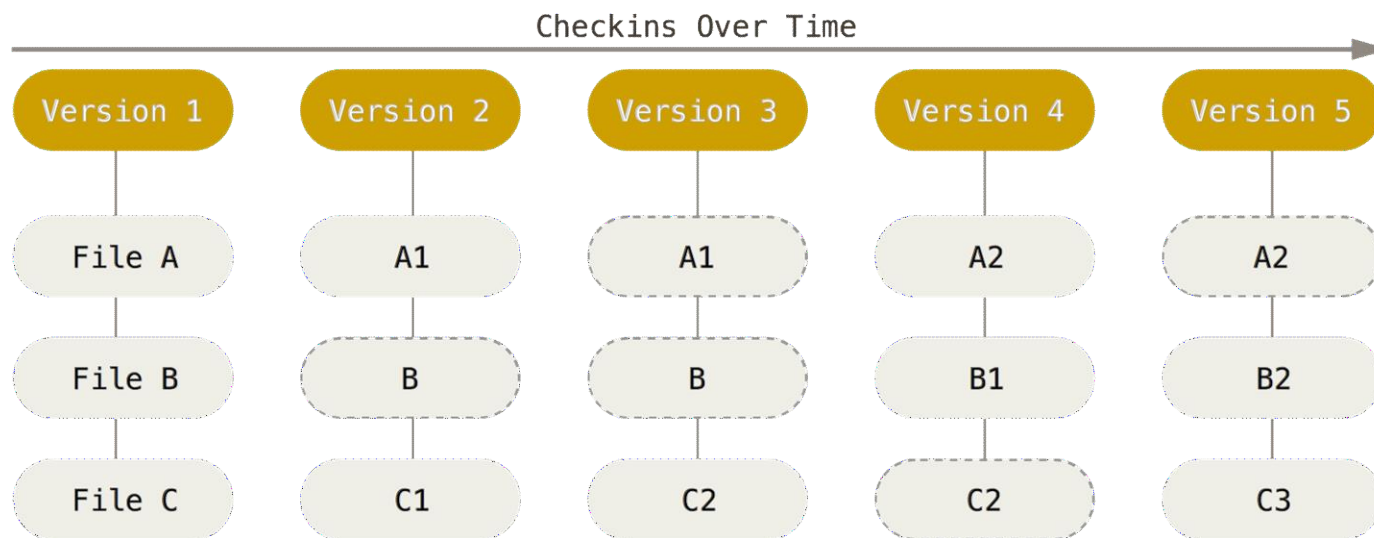 Checkins Over Time
Version 1 Version 2 Version 3 Version 4 Version 5
File A A1 A1 A2 A2
File B B B B1 B2
File C C1 C2 C2 C3